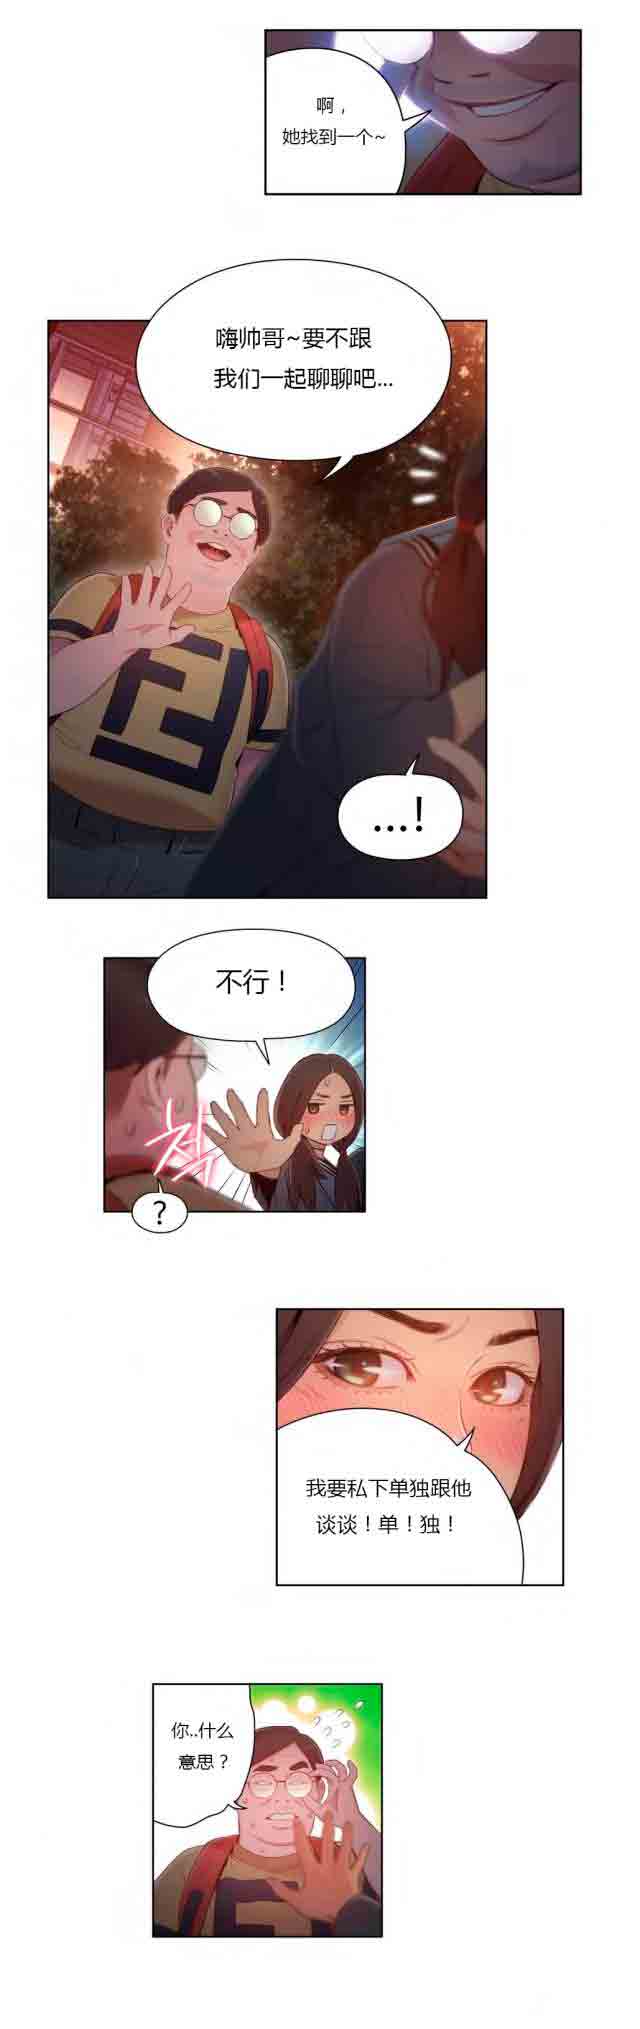 啊，
她找到一个~
嗨帅哥~要不跟
我们一起聊聊吧...
...!
不行！
척
?
我要私下单独跟他
谈谈！单！独！
你..什么
意思？